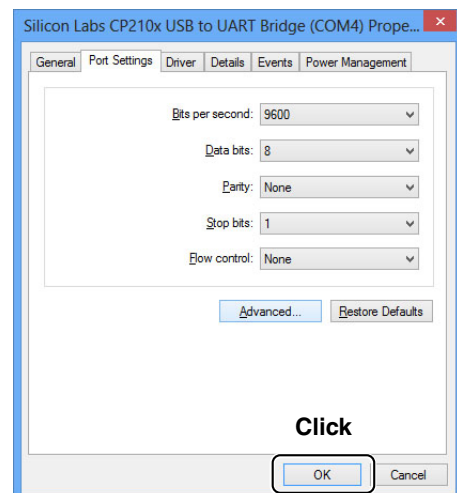 Silicon Labs CP210x USB to UART Bridge (COM4) Prope...
General Port Settings Driver Details Events Power Management
Bits per second: 9600
Data bits: 8
Parity: None
Stop bits: 1
Flow control: None
Advanced... Restore Defaults
Click
OK Cancel